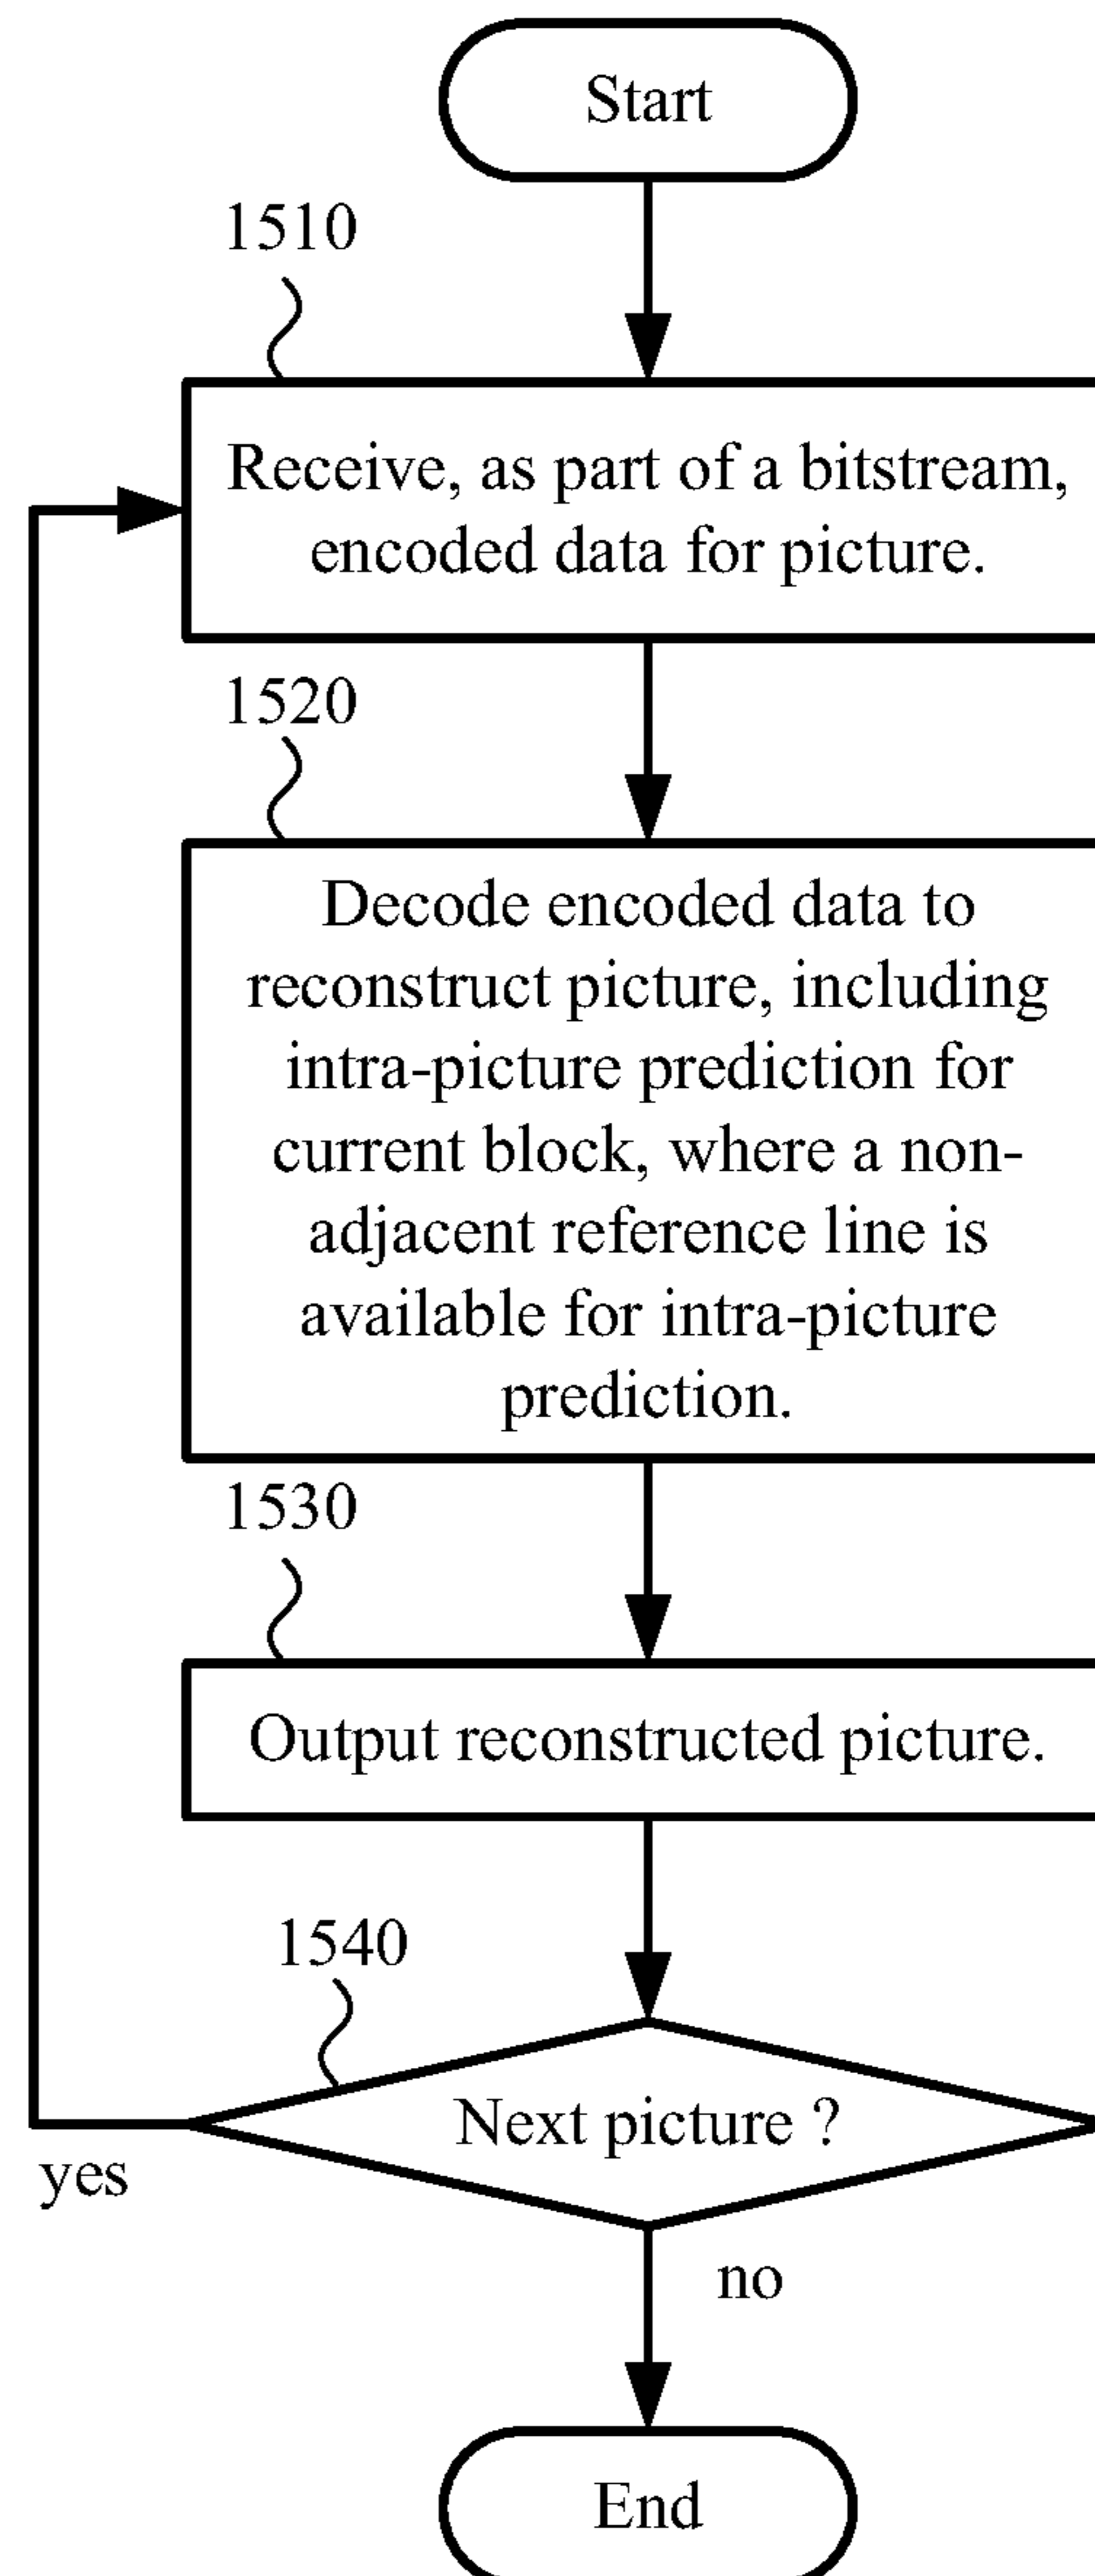 Start
1510
Receive, as part of a bitstream,
encoded data for picture.
1520
Decode encoded data to
reconstruct picture, including
intra-picture prediction for
current block, where a non-
adjacent reference line is
available for intra-picture
prediction.
1530
Output reconstructed picture.
1540
Next picture ?
yes
no
End